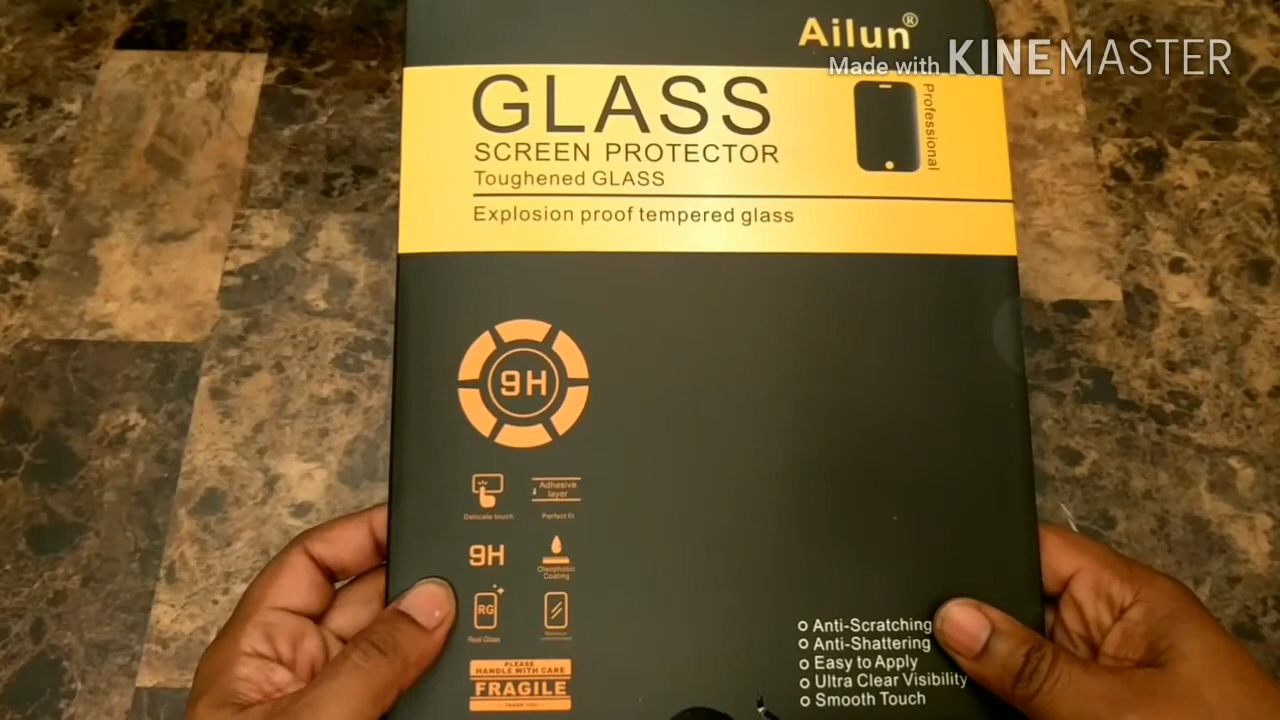 Ailun®
Made with KINEMASTER
GLASS
SCREEN PROTECTOR
Toughened GLASS
Professional
Explosion proof tempered glass
9H
Delicate touch
Adhesive
layer
Perfect fit
9H
Oleophobic
Coating
RG
Real Glass
PLEASE
HANDLE WITH CARE
FRAGILE
THANK YOU
Anti-Scratching
Anti-Shattering
Easy to Apply
Ultra Clear Visibility
Smooth Touch